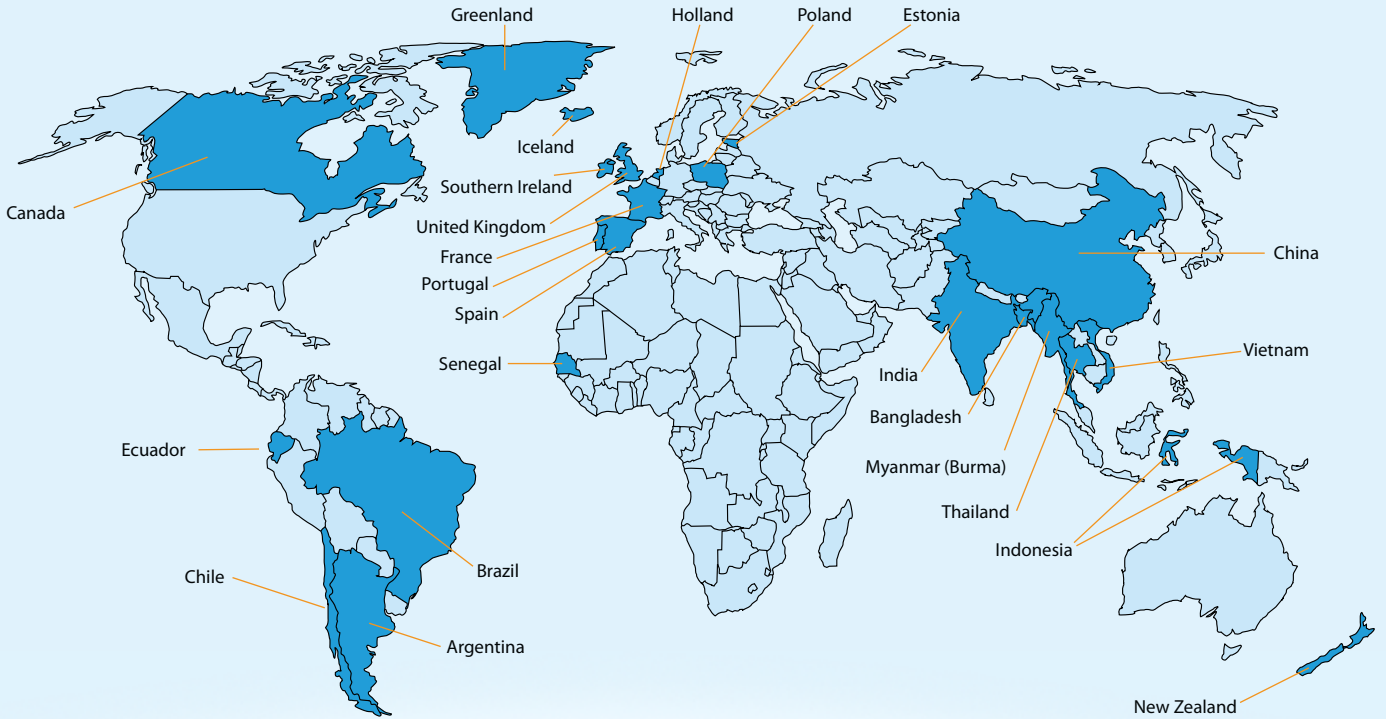 Greenland
Holland
Poland
Estonia
Iceland
Southern Ireland
Canada
United Kingdom
France
Portugal
Spain
China
Senegal
India
Vietnam
Bangladesh
Ecuador
Myanmar (Burma)
Thailand
Indonesia
Chile
Brazil
Argentina
New Zealand